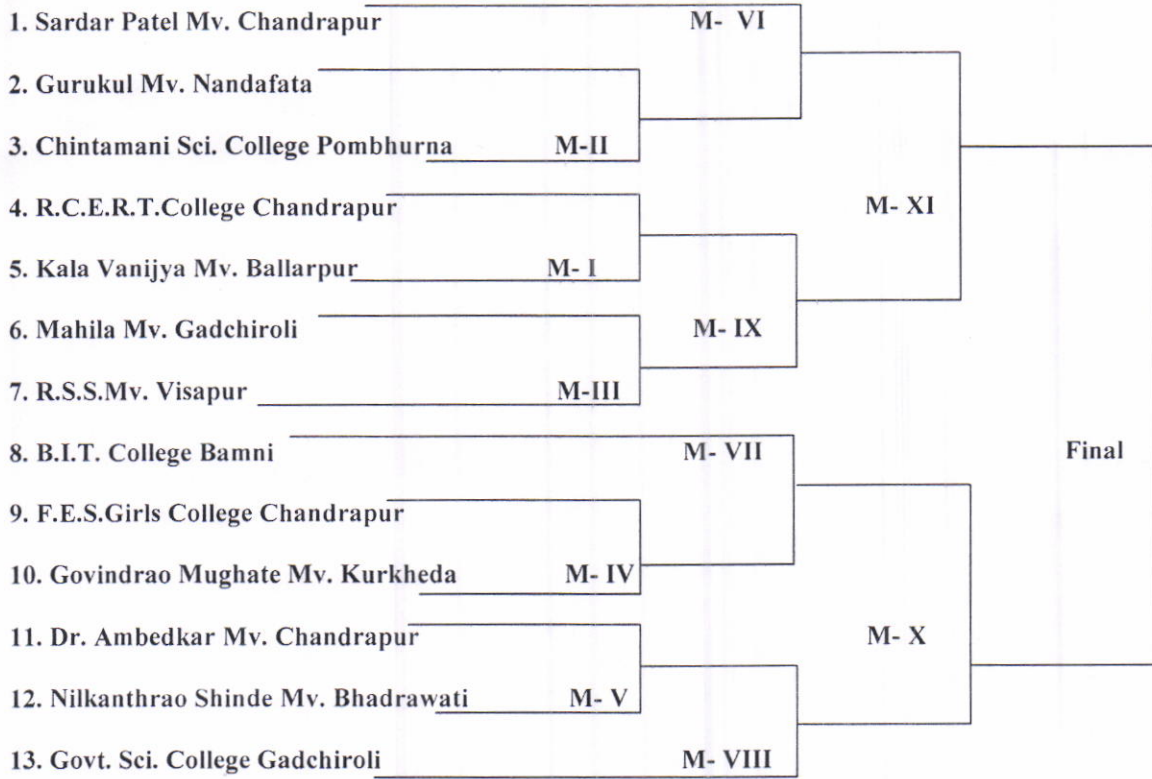 1. Sardar Patel Mv. Chandrapur M- VI
2. Gurukul Mv. Nandafata
3. Chintamani Sci. College Pombhurna M-II
4. R.C.E.R.T.College Chandrapur M- XI
5. Kala Vanijya Mv. Ballarpur M- I
6. Mahila Mv. Gadchiroli M- IX
7. R.S.S.Mv. Visapur M-III
8. B.I.T. College Bamni M- VII Final
9. F.E.S.Girls College Chandrapur
10. Govindrao Mughate Mv. Kurkheda M- IV
11. Dr. Ambedkar Mv. Chandrapur M- X
12. Nilkanthrao Shinde Mv. Bhadrawati M- V
13. Govt. Sci. College Gadchiroli M- VIII